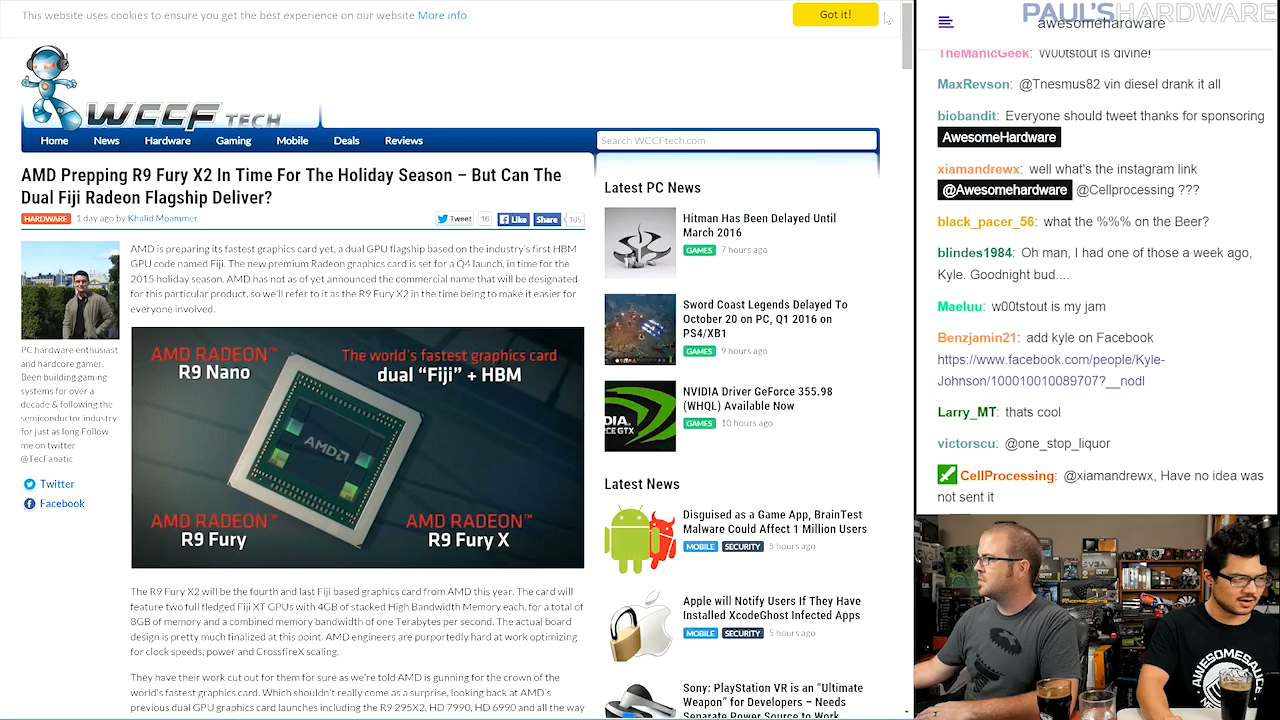 This website uses cookies to ensure you get the best experience on our website More info
Got it!
WCCF TECH
Home
News
Hardware
Gaming
Mobile
Deals
Reviews
Search WCCFtech.com
AMD Prepping R9 Fury X2 In Time For The Holiday Season – But Can The
Dual Fiji Radeon Flagship Deliver?
HARDWARE 1 day ago by Khalid Moammer
Tweet 16 Like Share 105
PC hardware enthusiast
and hardcore gamer.
Been building gaming
systems for over a
decade & following the
semiconductor industry
for just as long.Follow
me on twitter
@TecFanatic
Twitter
Facebook
AMD is preparing its fastest graphics card yet, a dual GPU flagship based on the industry's first HBM
GPU code named Fiji. The new premium Radeon graphics card is set for a Q4 launch, in time for the
2015 holiday season. AMD has not as of yet announced the commercial name that will be designated
for this particular product, so we'll refer to it as the R9 Fury X2 in the time being to make it easier for
everyone involved.
AMD RADEON™
R9 Nano
The world's fastest graphics card
dual “Fiji” + HBM
AMD
AMD RADEON™
R9 Fury
AMD RADEON™
R9 Fury X
The R9 Fury X2 will be the fourth and last Fiji based graphics card from AMD this year. The card will
feature two full fledged Fiji XT GPUs with 4GB of stacked High Bandwidth Memory each, for a total of
8GB of memory and a combined memory bandwidth of one Terabytes per second. The actual board
design is pretty much finalized at this point. AMD engineers are purportedly hard at work optimizing
for clock speeds, power and CrossfireX scaling.
They have their work cut out for them for sure as we're told AMD is gunning for the crown of the
world's fastest graphics card. Which shouldn't really come as a surprise, looking back at AMD's
previous dual GPU graphics card launches including the R9 295X2, HD 7990, HD 6990 and all the way
Latest PC News
Hitman Has Been Delayed Until
March 2016
GAMES 7 hours ago
Sword Coast Legends Delayed To
October 20 on PC, Q1 2016 on
PS4/XB1
GAMES 9 hours ago
NVIDIA Driver GeForce 355.98
(WHQL) Available Now
GAMES 10 hours ago
Latest News
Disguised as a Game App, BrainTest
Malware Could Affect 1 Million Users
MOBILE SECURITY 5 hours ago
Apple will Notify Users If They Have
Installed XcodeGhost Infected Apps
MOBILE SECURITY 5 hours ago
Sony: PlayStation VR is an “Ultimate
Weapon” for Developers – Needs
Separate Power Source to Work
PAUL'SHARDWARE
awesomehardware
TheManicGeek: W00tstout is divine!
MaxRevson: @Tnesmus82 vin diesel drank it all
biobandit: Everyone should tweet thanks for sponsoring
AwesomeHardware
xiamandrewx: well what's the instagram link
@Awesomehardware @Cellprocessing ???
black_pacer_56: what the %%% on the Beer?
blindes1984: Oh man, I had one of those a week ago,
Kyle. Goodnight bud....
Maeluu: w00tstout is my jam
Benzjamin21: add kyle on Facebook
https://www.facebook.com/people/Kyle-
Johnson/100010010089707?__nodl
Larry_MT: thats cool
victorscu: @one_stop_liquor
CellProcessing: @xiamandrewx, Have no idea was
not sent it
AWESOMESAUCE